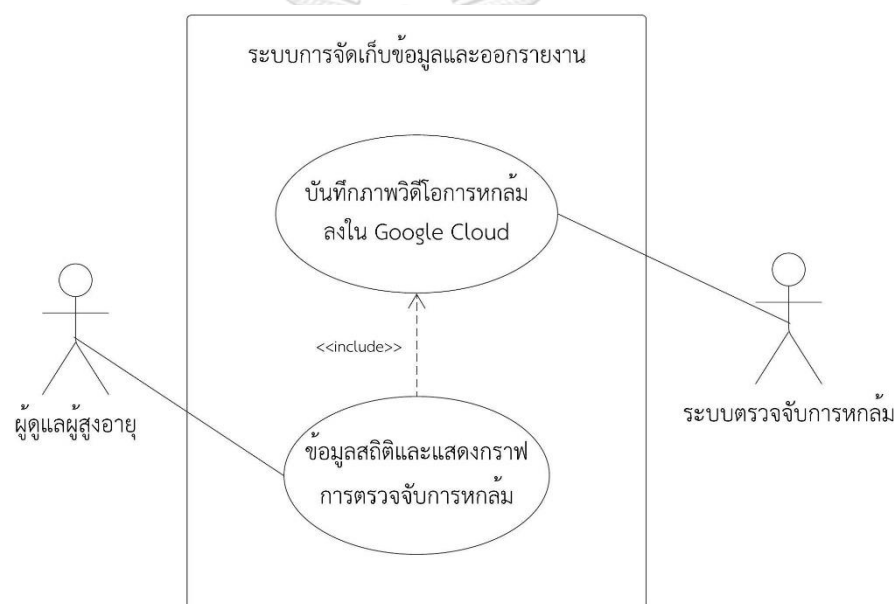 ระบบการจัดเก็บข้อมูลและออกรายงาน
บันทึกภาพวิดีโอการหกล้ม
ลงใน Google Cloud
<<include>>
ผู้ดูแลผู้สูงอายุ
ระบบตรวจจับการหกล้ม
ข้อมูลสถิติและแสดงกราฟ
การตรวจจับการหกล้ม